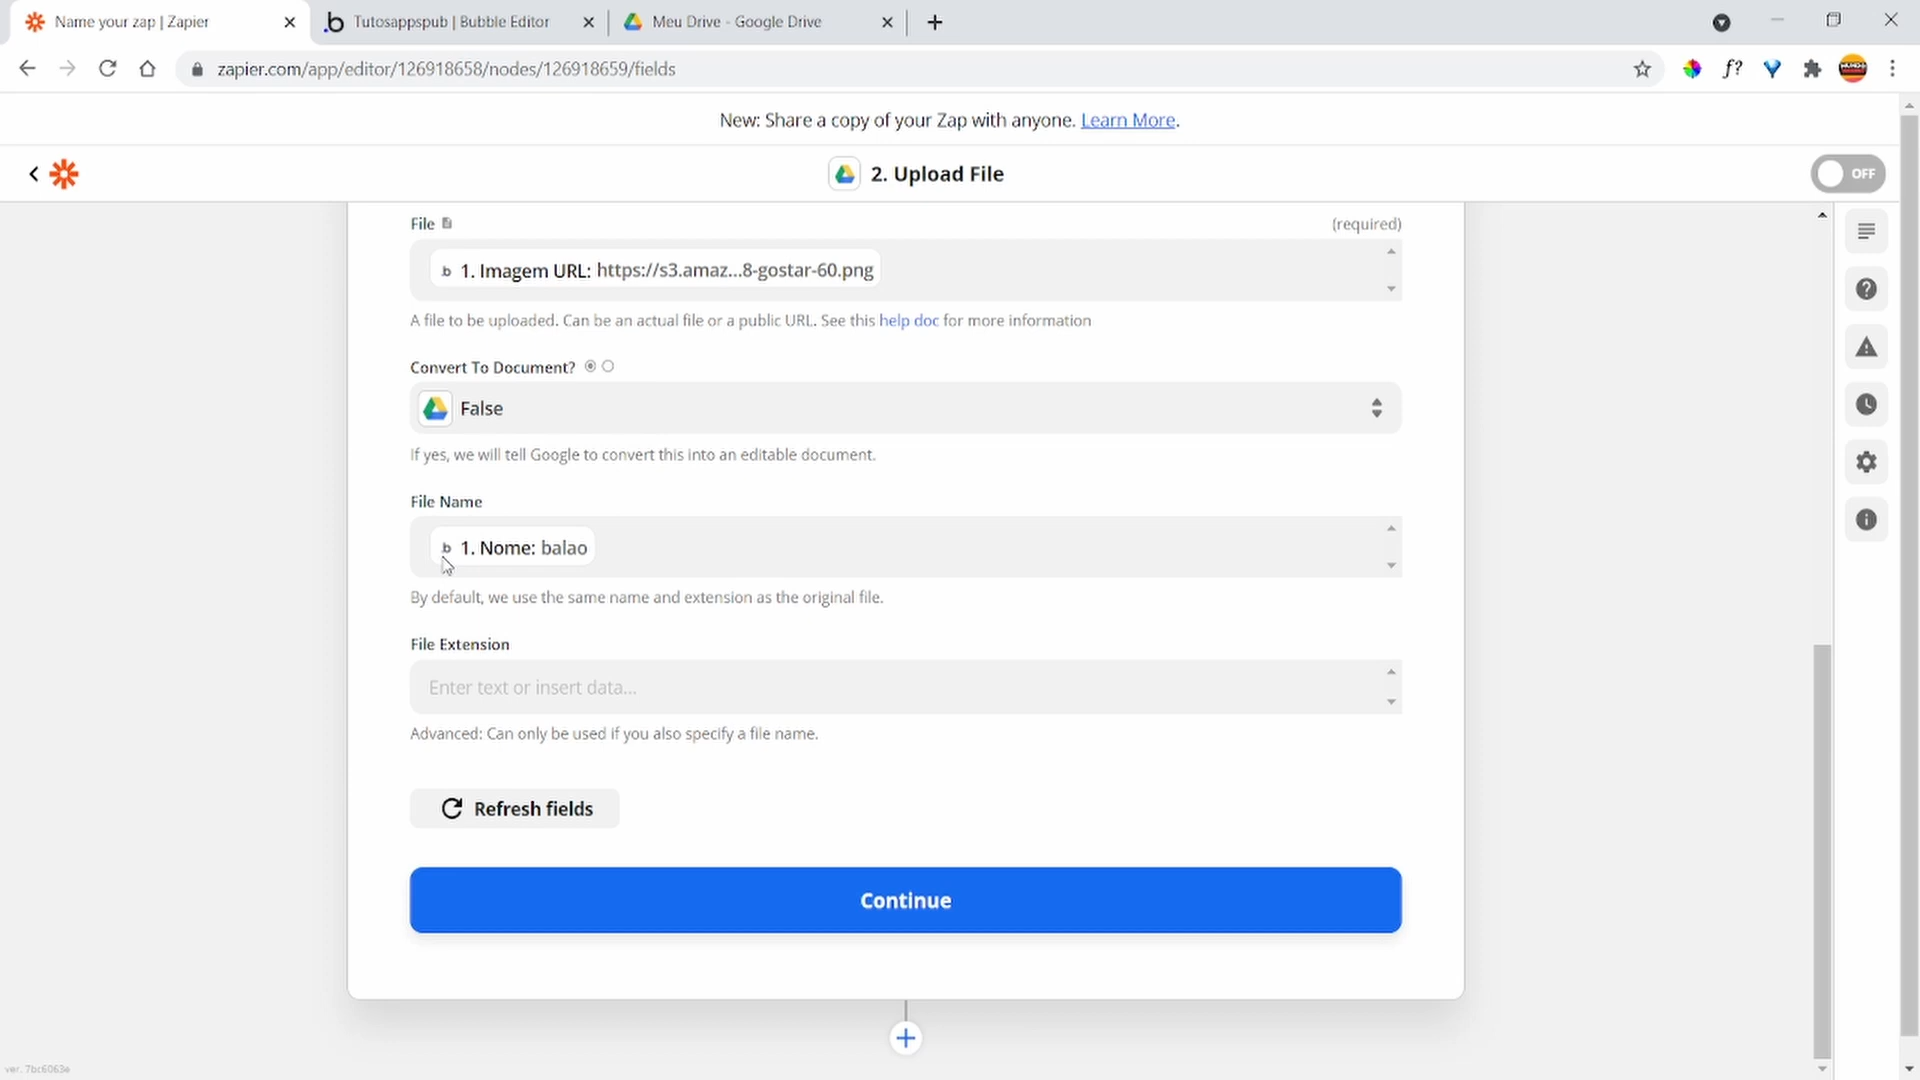 Name your zap | Zapier
Tutosappspub | Bubble Editor
Meu Drive - Google Drive
zapier.com/app/editor/126918658/nodes/126918659/fields
f?
New: Share a copy of your Zap with anyone. Learn More.
2. Upload File
OFF
File
(required)
b 1. Imagem URL: https://s3.amaz...8-gostar-60.png
A file to be uploaded. Can be an actual file or a public URL. See this help doc for more information
Convert To Document?
False
If yes, we will tell Google to convert this into an editable document.
File Name
b 1. Nome: balao
By default, we use the same name and extension as the original file.
File Extension
Enter text or insert data...
Advanced: Can only be used if you also specify a file name.
Refresh fields
Continue
ver. 7bc6063e